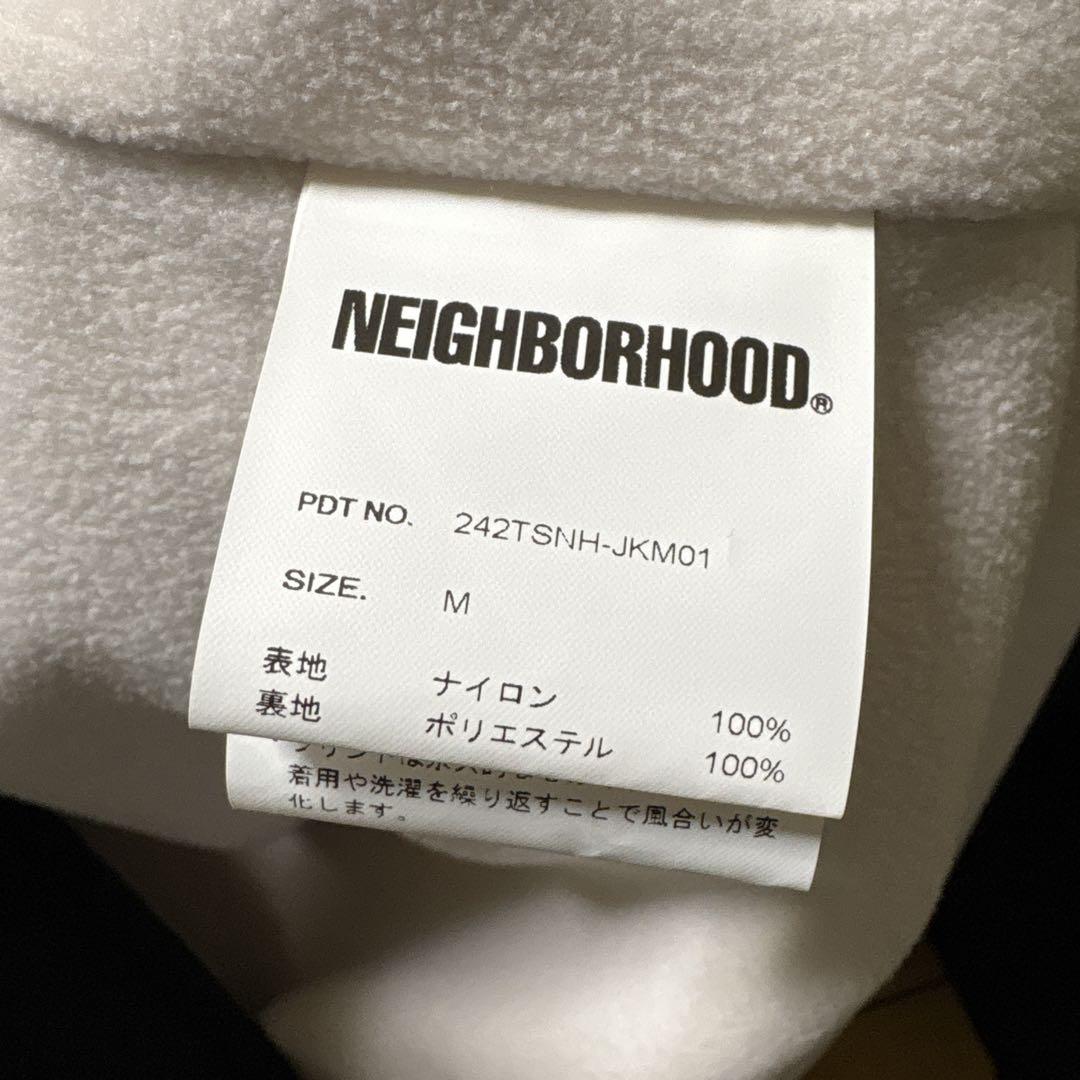 NEIGHBORHOOD®
PDT NO. 242TSNH-JKM01
SIZE. M
表地 ナイロン 100%
裏地 ポリエステル 100%
着用や洗濯を繰り返すことで風合いが変
化します。